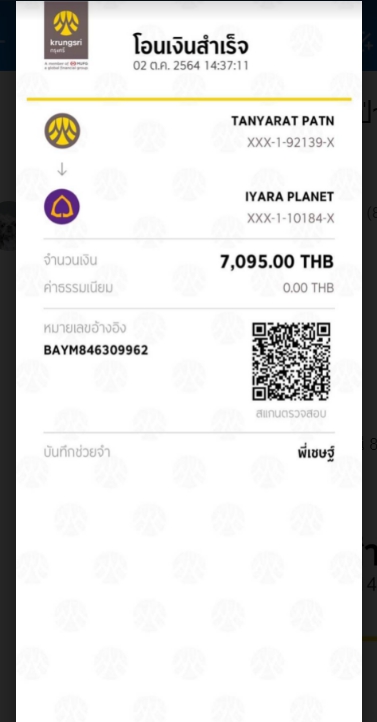 krungsri
กรุงศรี
A member of MUFG
a global financial group
โอนเงินสำเร็จ
02 ต.ค. 2564 14:37:11
TANYARAT PATN
XXX-1-92139-X
IYARA PLANET
XXX-1-10184-X
จำนวนเงิน 7,095.00 THB
ค่าธรรมเนียม 0.00 THB
หมายเลขอ้างอิง
BAYM846309962
สแกนตรวจสอบ
บันทึกช่วยจำ พี่เชษฐ์